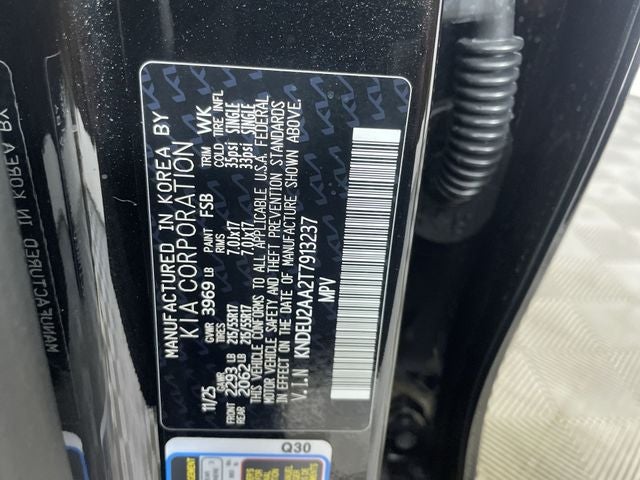 MANUFACTURED IN KOREA BY
KIA CORPORATION
11/25 GVWR 3969 LB PAINT FSB TRIM WK
GAWR TIRES RIMS COLD TIRE INFL
FRONT 2293 LB 215/55R17 7.0Jx17 35psi SINGLE
REAR 2062 LB 215/55R17 7.0Jx17 33psi SINGLE
THIS VEHICLE CONFORMS TO ALL APPLICABLE U.S.A. FEDERAL
MOTOR VEHICLE SAFETY AND THEFT PREVENTION STANDARDS
IN EFFECT ON THE DATE OF MANUFACTURE SHOWN ABOVE.
V.I.N KNDEU2AA2T7913237
MPV
Q30
MANUFACTURED IN KOREA BY